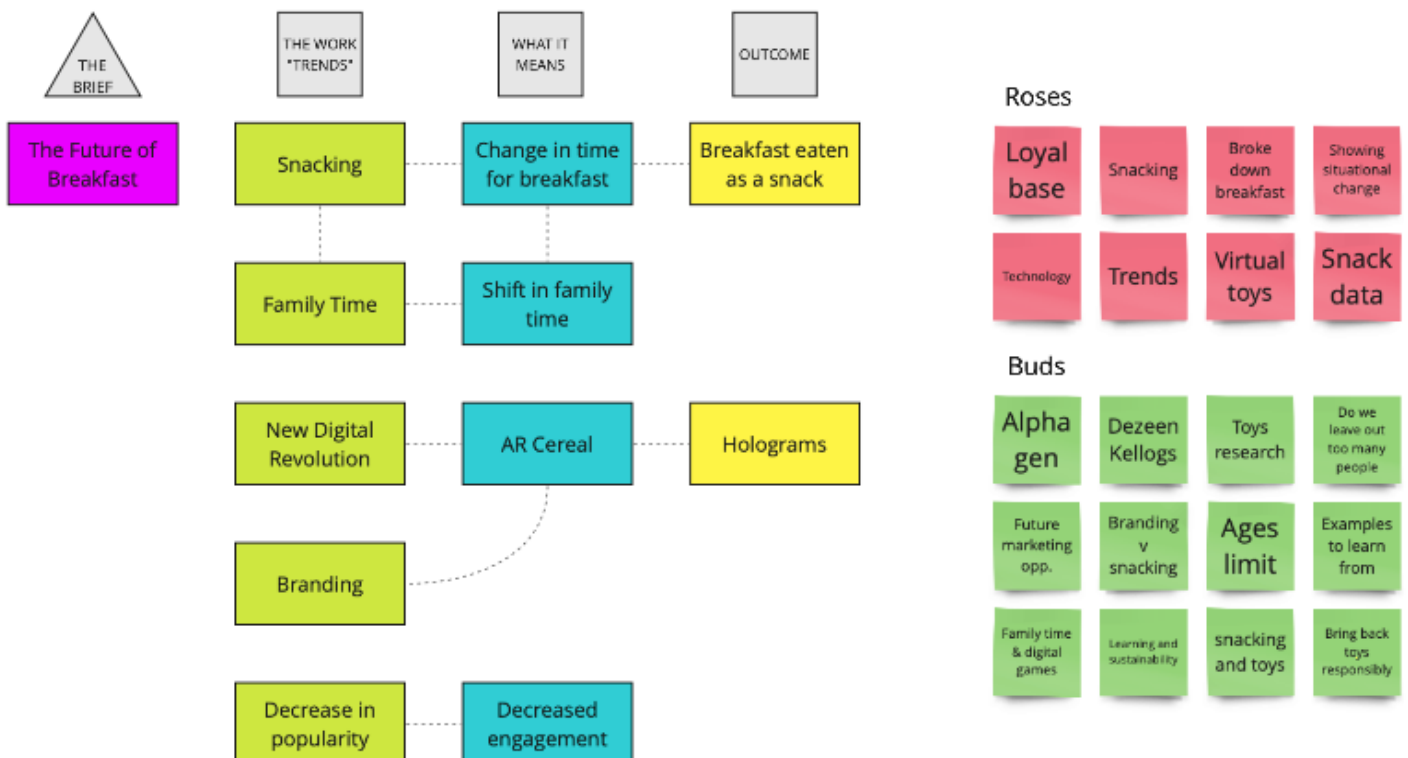 THE
BRIEF
THE WORK
"TRENDS"
WHAT IT
MEANS
OUTCOME
The Future of
Breakfast
Snacking
Change in time
for breakfast
Breakfast eaten
as a snack
Family Time
Shift in family
time
New Digital
Revolution
AR Cereal
Holograms
Branding
Decrease in
popularity
Decreased
engagement
Roses
Loyal
base
Snacking
Broke
down
breakfast
Showing
situational
change
Technology
Trends
Virtual
toys
Snack
data
Buds
Alpha
gen
Dezeen
Kellogs
Toys
research
Do we
leave out
too many
people
Future
marketing
opp.
Branding
v
snacking
Ages
limit
Examples
to learn
from
Family time
& digital
games
Learning and
sustainability
snacking
and toys
Bring back
toys
responsibly